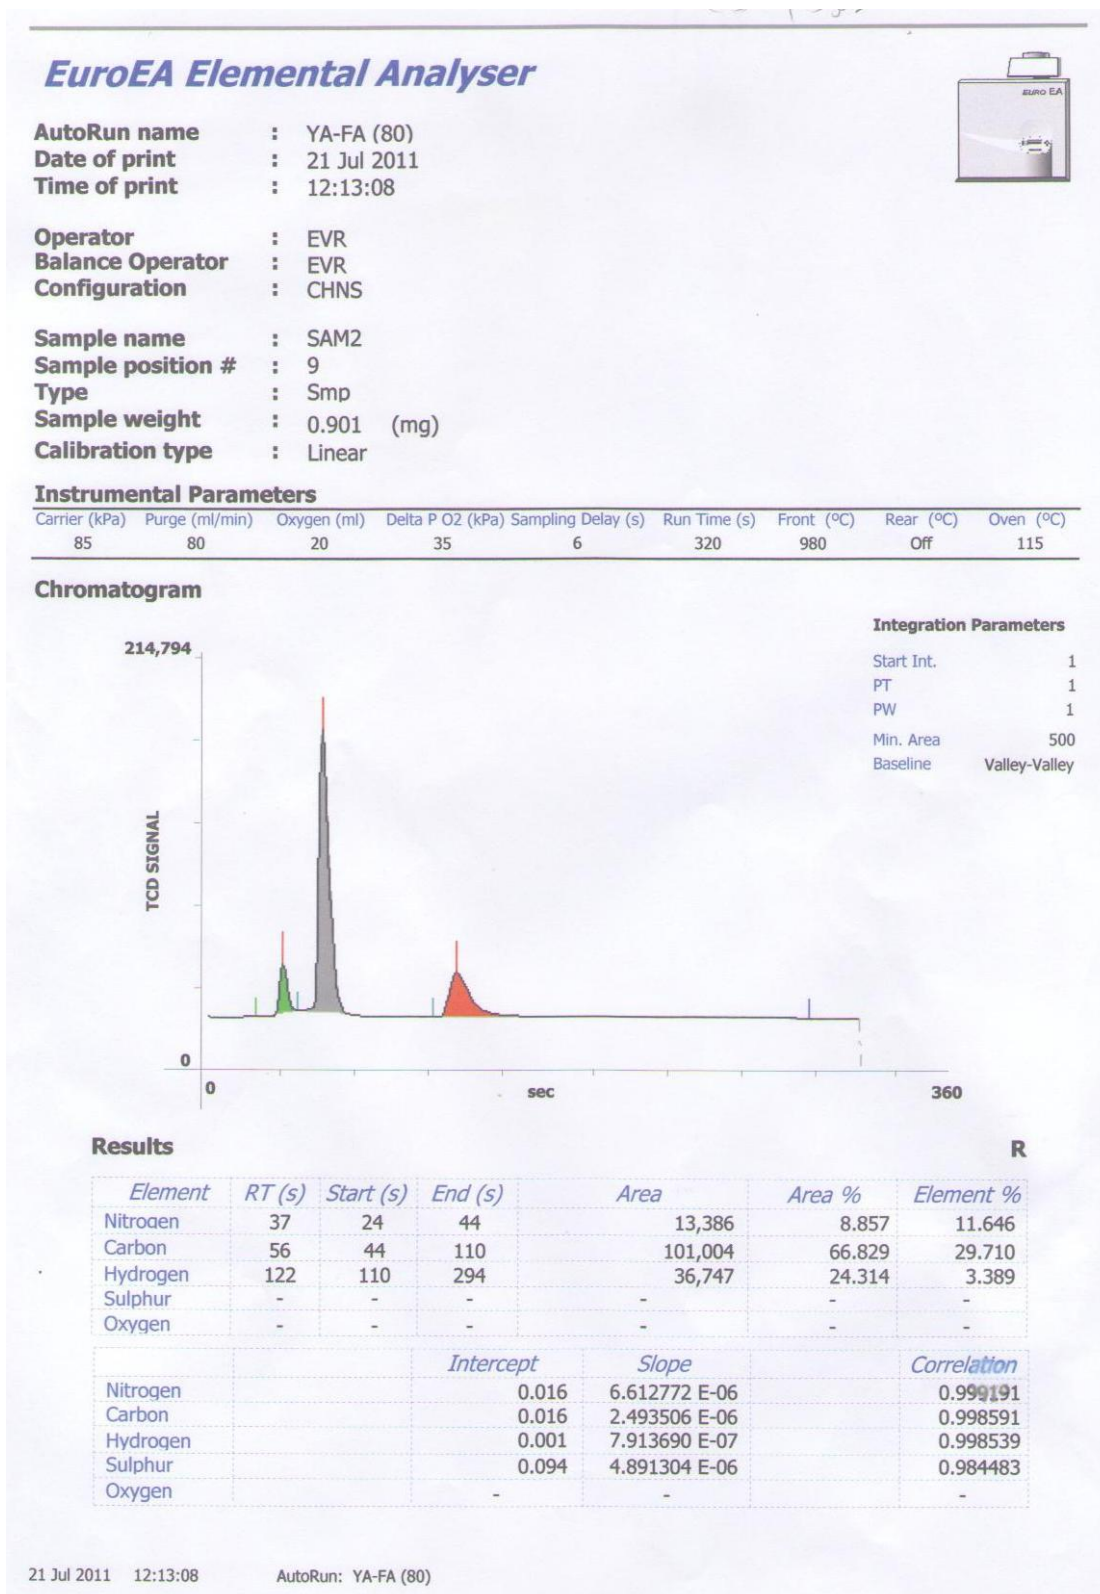 EuroEA Elemental Analyser
EURO EA
AutoRun name : YA-FA (80)
Date of print : 21 Jul 2011
Time of print : 12:13:08
Operator : EVR
Balance Operator : EVR
Configuration : CHNS
Sample name : SAM2
Sample position # : 9
Type : Smp
Sample weight : 0.901 (mg)
Calibration type : Linear
Instrumental Parameters
Carrier (kPa) Purge (ml/min) Oxygen (ml) Delta P O2 (kPa) Sampling Delay (s) Run Time (s) Front (ºC) Rear (ºC) Oven (ºC)
85 80 20 35 6 320 980 Off 115
Chromatogram
Integration Parameters
Start Int. 1
PT 1
PW 1
Min. Area 500
Baseline Valley-Valley
214,794
TCD SIGNAL
0
0 sec 360
Results R
Element RT (s) Start (s) End (s) Area Area % Element %
Nitrogen 37 24 44 13,386 8.857 11.646
Carbon 56 44 110 101,004 66.829 29.710
Hydrogen 122 110 294 36,747 24.314 3.389
Sulphur - - - - - -
Oxygen - - - - - -
Intercept Slope Correlation
Nitrogen 0.016 6.612772 E-06 0.999191
Carbon 0.016 2.493506 E-06 0.998591
Hydrogen 0.001 7.913690 E-07 0.998539
Sulphur 0.094 4.891304 E-06 0.984483
Oxygen - - -
21 Jul 2011 12:13:08 AutoRun: YA-FA (80)